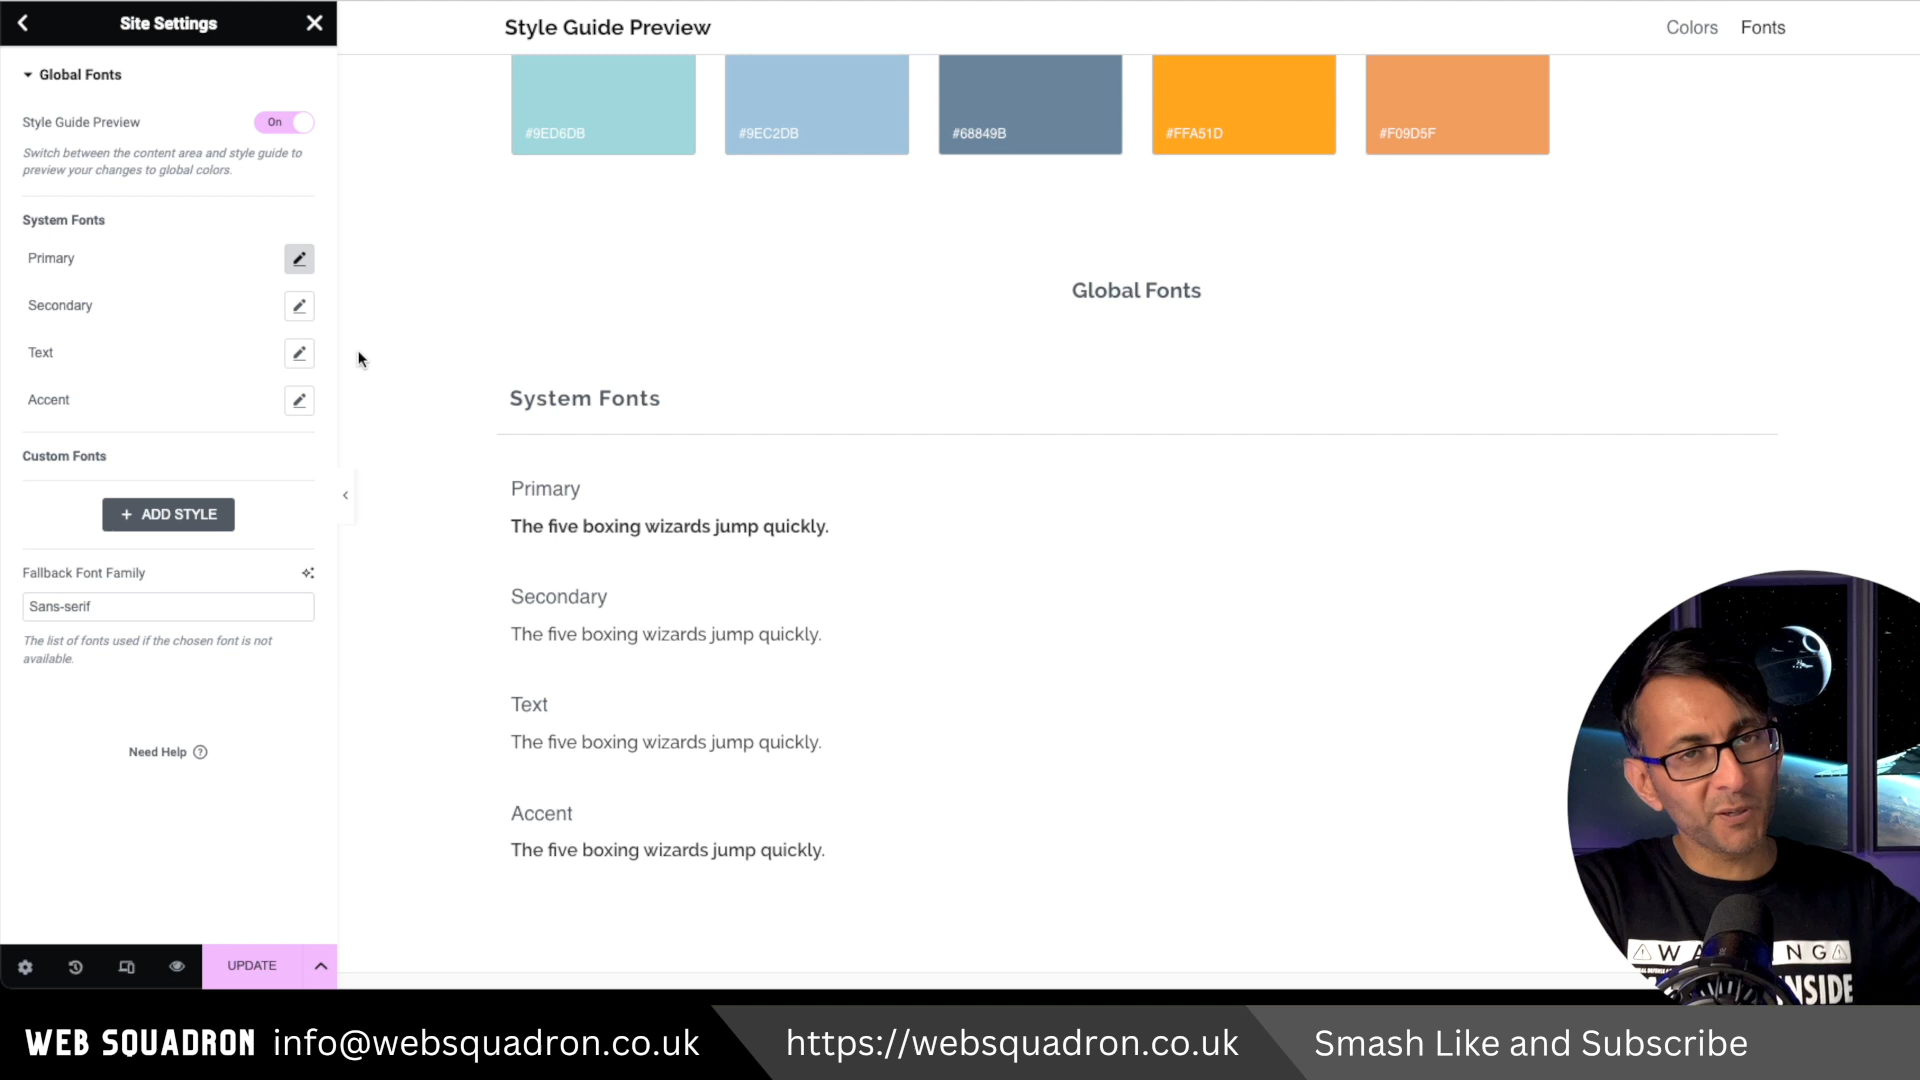 Site Settings
Global Fonts
Style Guide Preview
On
Switch between the content area and style guide to
preview your changes to global colors.
System Fonts
Primary
Secondary
Text
Accent
Custom Fonts
+ ADD STYLE
Fallback Font Family
Sans-serif
The list of fonts used if the chosen font is not
available.
Need Help
UPDATE
Style Guide Preview
Colors
Fonts
#9ED6DB
#9EC2DB
#68849B
#FFA51D
#F09D5F
Global Fonts
System Fonts
Primary
The five boxing wizards jump quickly.
Secondary
The five boxing wizards jump quickly.
Text
The five boxing wizards jump quickly.
Accent
The five boxing wizards jump quickly.
WEB SQUADRON info@websquadron.co.uk
https://websquadron.co.uk
Smash Like and Subscribe